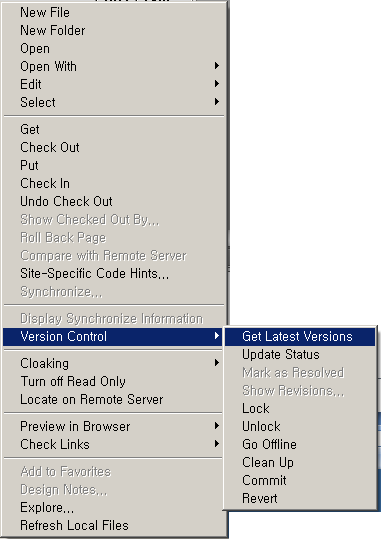 New File
New Folder
Open
Open With
Edit
Select
Get
Check Out
Put
Check In
Undo Check Out
Show Checked Out By...
Roll Back Page
Compare with Remote Server
Site-Specific Code Hints...
Synchronize...
Display Synchronize Information
Version Control
Cloaking
Turn off Read Only
Locate on Remote Server
Preview in Browser
Check Links
Add to Favorites
Design Notes...
Explore...
Refresh Local Files
Get Latest Versions
Update Status
Mark as Resolved
Show Revisions...
Lock
Unlock
Go Offline
Clean Up
Commit
Revert